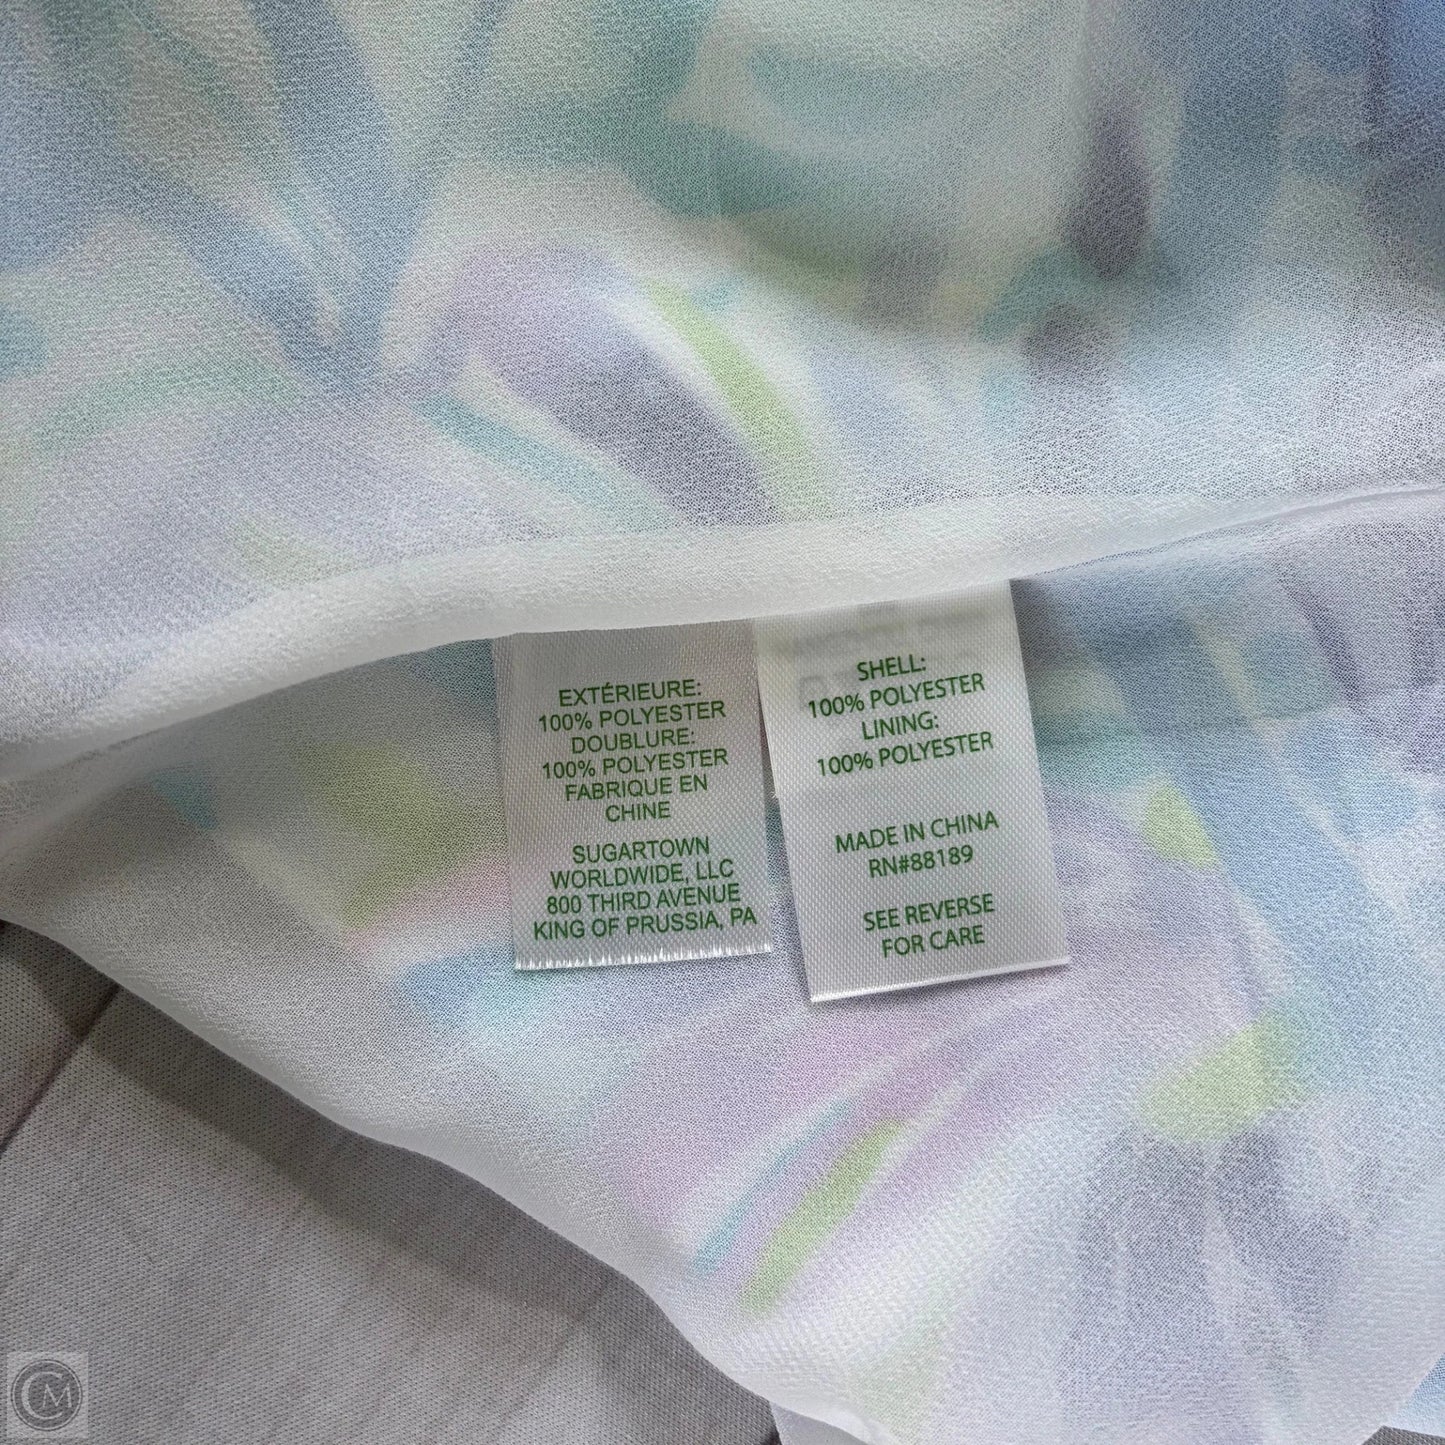 EXTÉRIEURE:
100% POLYESTER
DOUBLURE:
100% POLYESTER
FABRIQUE EN
CHINE
SUGARTOWN
WORLDWIDE, LLC
800 THIRD AVENUE
KING OF PRUSSIA, PA
SHELL:
100% POLYESTER
LINING:
100% POLYESTER
MADE IN CHINA
RN#88189
SEE REVERSE
FOR CARE
CM